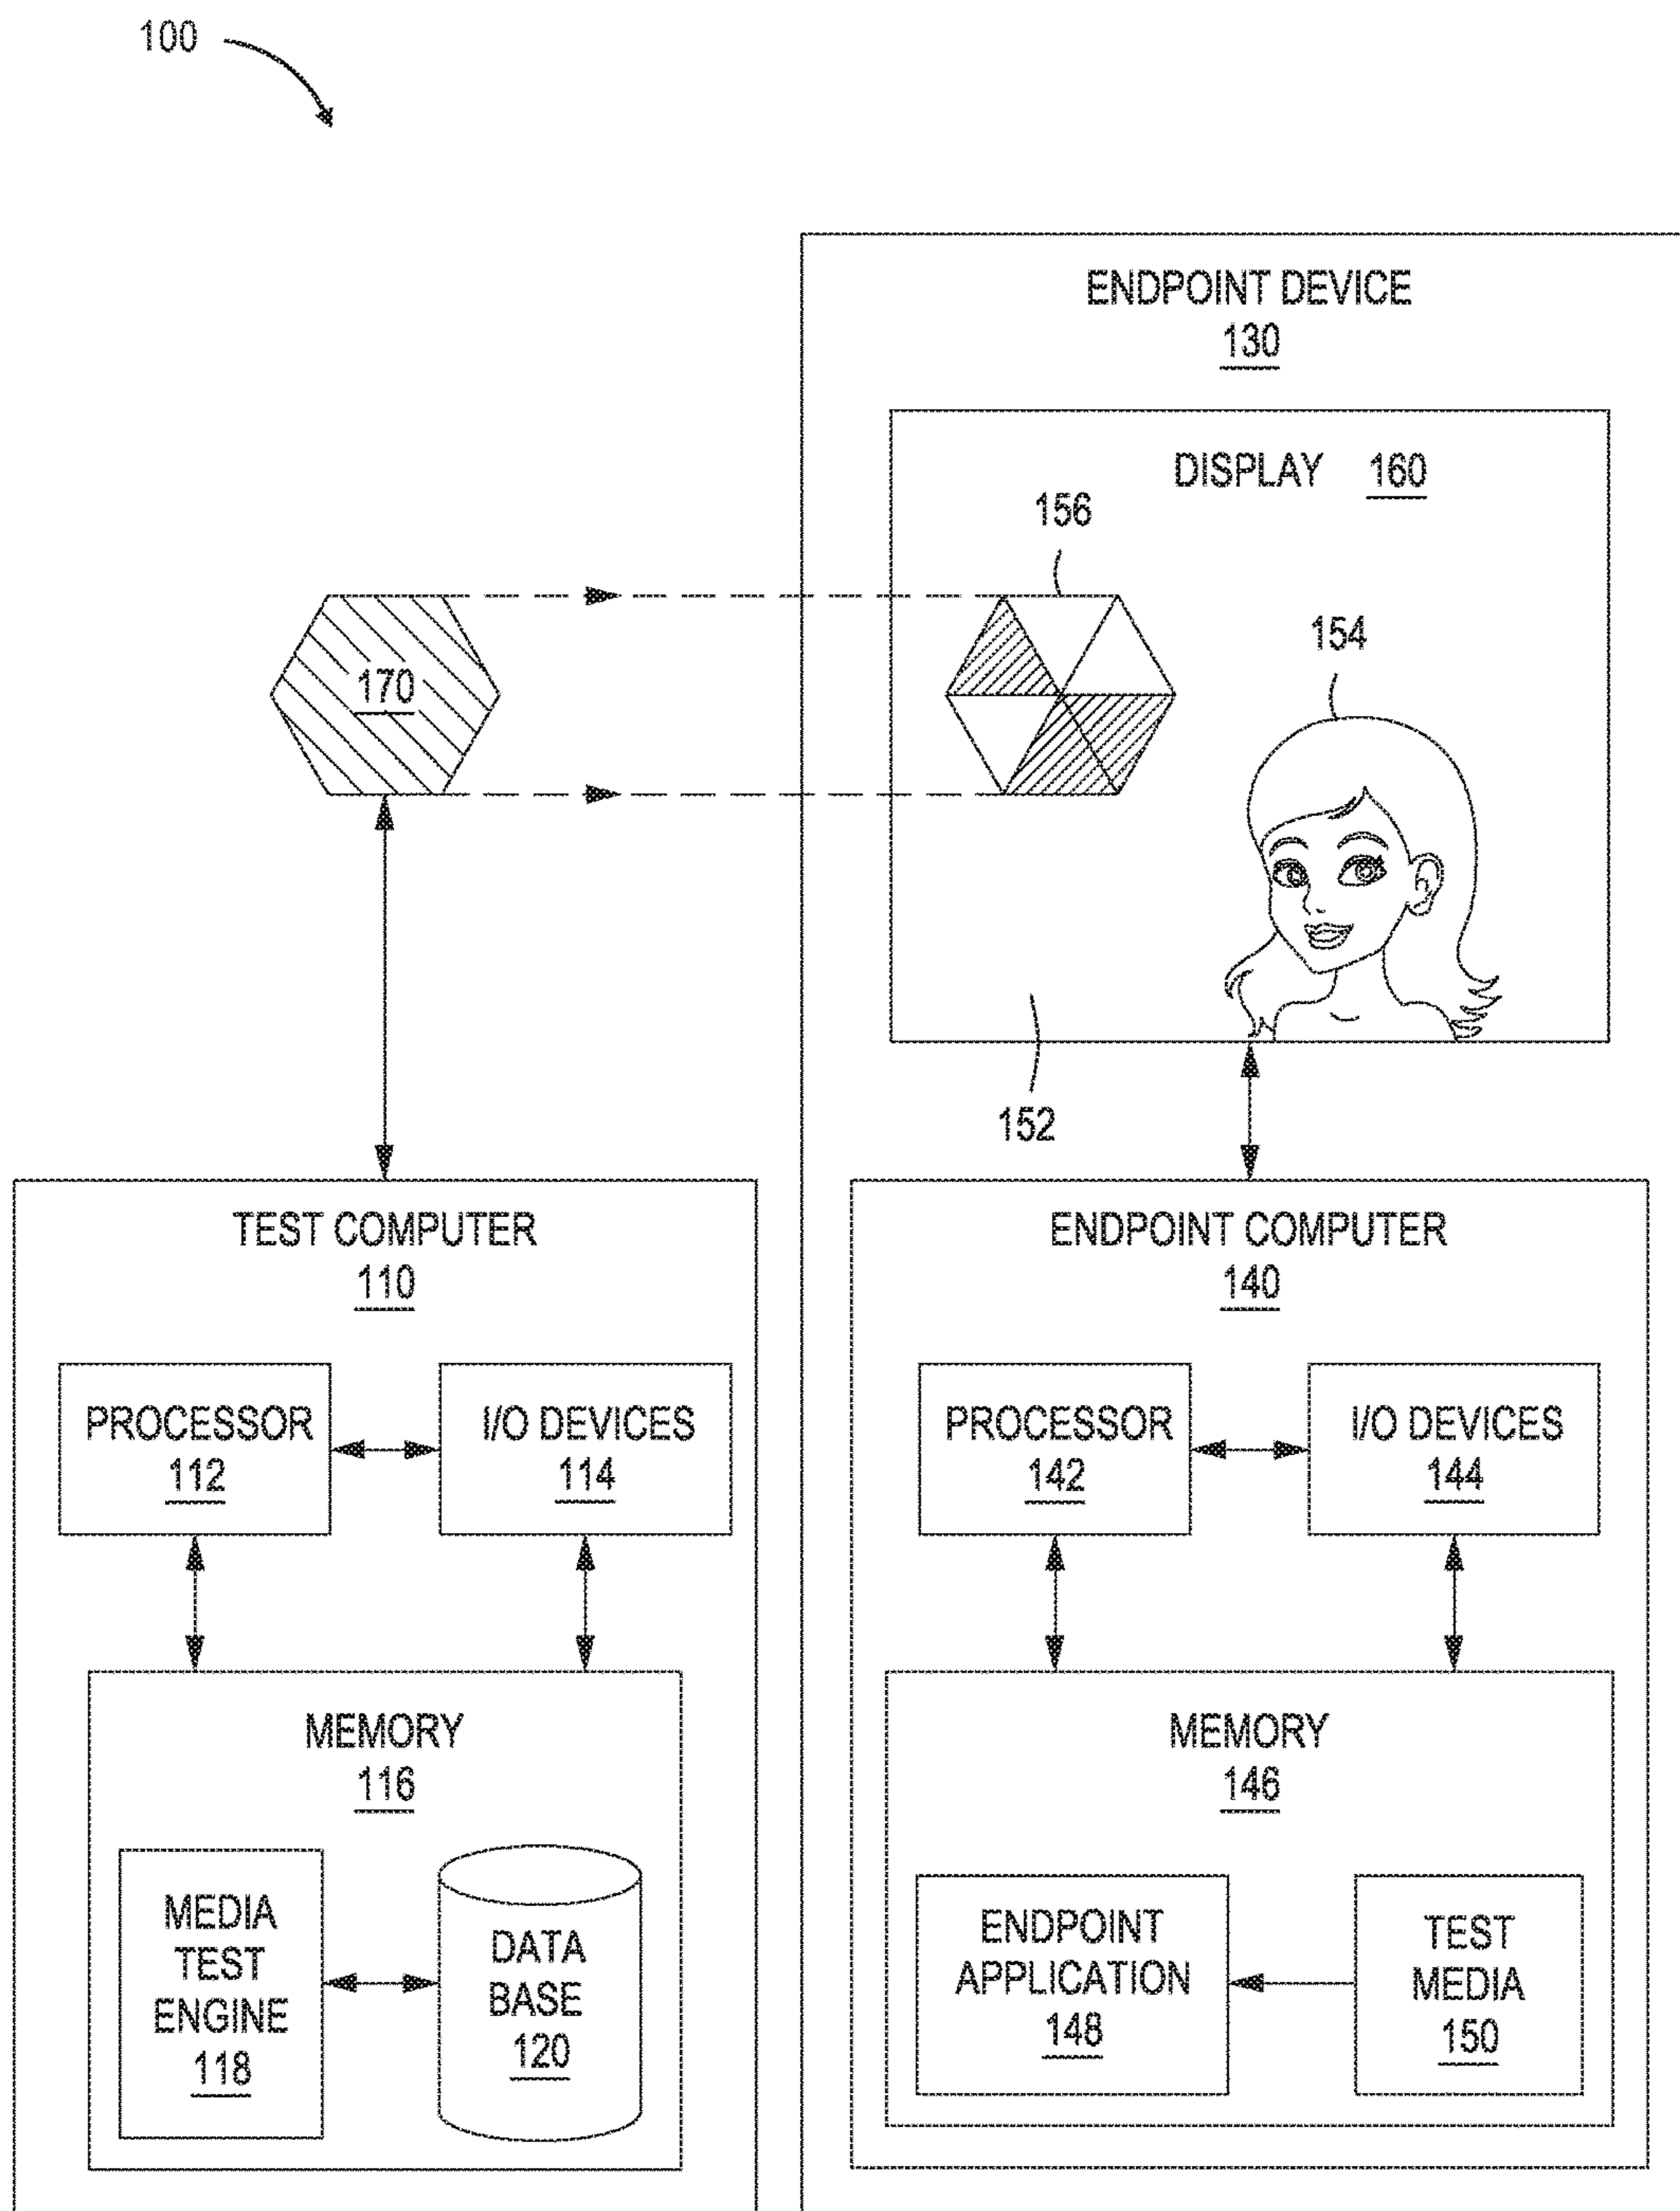 100
ENDPOINT DEVICE
130
DISPLAY 160
156
154
170
152
TEST COMPUTER
110
PROCESSOR
112
I/O DEVICES
114
MEMORY
116
MEDIA
TEST
ENGINE
118
DATA
BASE
120
ENDPOINT COMPUTER
140
PROCESSOR
142
I/O DEVICES
144
MEMORY
146
ENDPOINT
APPLICATION
148
TEST
MEDIA
150